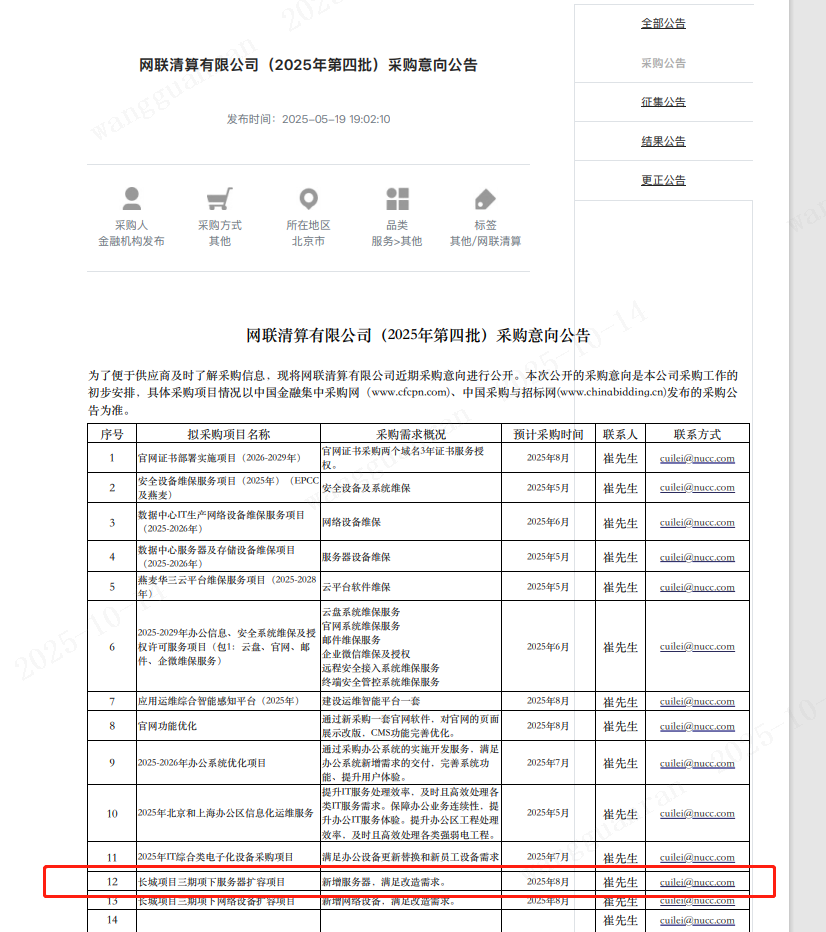 全部公告
采购公告
征集公告
结果公告
更正公告
网联清算有限公司（2025年第四批）采购意向公告
发布时间：2025-05-19 19:02:10
采购人 采购方式 所在地区 品类 标签
金融机构发布 其他 北京市 服务>其他 其他/网联清算
网联清算有限公司（2025年第四批）采购意向公告
为了便于供应商及时了解采购信息，现将网联清算有限公司近期采购意向进行公开。本次公开的采购意向是本公司采购工作的
初步安排，具体采购项目情况以中国金融集中采购网（www.cfcpn.com）、中国采购与招标网(www.chinabidding.cn)发布的采购公
告为准。
序号 拟采购项目名称 采购需求概况 预计采购时间 联系人 联系方式
1 官网证书部署实施项目（2026-2029年） 官网证书采购两个域名3年证书服务授
权。 2025年8月 崔先生 cuilei@nucc.com
2 安全设备维保服务项目（2025年）（EPCC
及燕麦） 安全设备及系统维保 2025年5月 崔先生 cuilei@nucc.com
3 数据中心IT生产网络设备维保服务项目
（2025-2026年） 网络设备维保 2025年6月 崔先生 cuilei@nucc.com
4 数据中心服务器及存储设备维保项目
（2025-2026年） 服务器设备维保 2025年5月 崔先生 cuilei@nucc.com
5 燕麦华三云平台维保服务项目（2025-2028
年） 云平台软件维保 2025年5月 崔先生 cuilei@nucc.com
6 2025-2029年办公信息、安全系统维保及授
权许可服务项目（包1：云盘、官网、邮
件、企微维保服务） 云盘系统维保服务
官网系统维保服务
邮件维保服务
企业微信维保及授权
远程安全接入系统维保服务
终端安全管控系统维保服务 2025年6月 崔先生 cuilei@nucc.com
7 应用运维综合智能感知平台（2025年） 建设运维智能平台一套 2025年8月 崔先生 cuilei@nucc.com
8 官网功能优化 通过新采购一套官网软件，对官网的页面
展示改版，CMS功能完善优化。 2025年8月 崔先生 cuilei@nucc.com
9 2025-2026年办公系统优化项目 通过采购办公系统的实施开发服务，满足
办公系统新增需求的交付，完善系统功
能、提升用户体验。 2025年7月 崔先生 cuilei@nucc.com
10 2025年北京和上海办公区信息化运维服务 提升IT服务处理效率，及时且高效处理各
类IT服务需求。保障办公业务连续性，提
升办公IT服务体验。提升办公区工程处理
效率，及时且高效处理各类强弱电工程。 2025年5月 崔先生 cuilei@nucc.com
11 2025年IT综合类电子化设备采购项目 满足办公设备更新替换和新员工设备需求 2025年7月 崔先生 cuilei@nucc.com
12 长城项目三期项下服务器扩容项目 新增服务器，满足改造需求。 2025年8月 崔先生 cuilei@nucc.com
13 长城项目三期项下网络设备扩容项目 新增网络设备，满足改造需求。 2025年8月 崔先生 cuilei@nucc.com
14 崔先生 cuilei@nucc.com